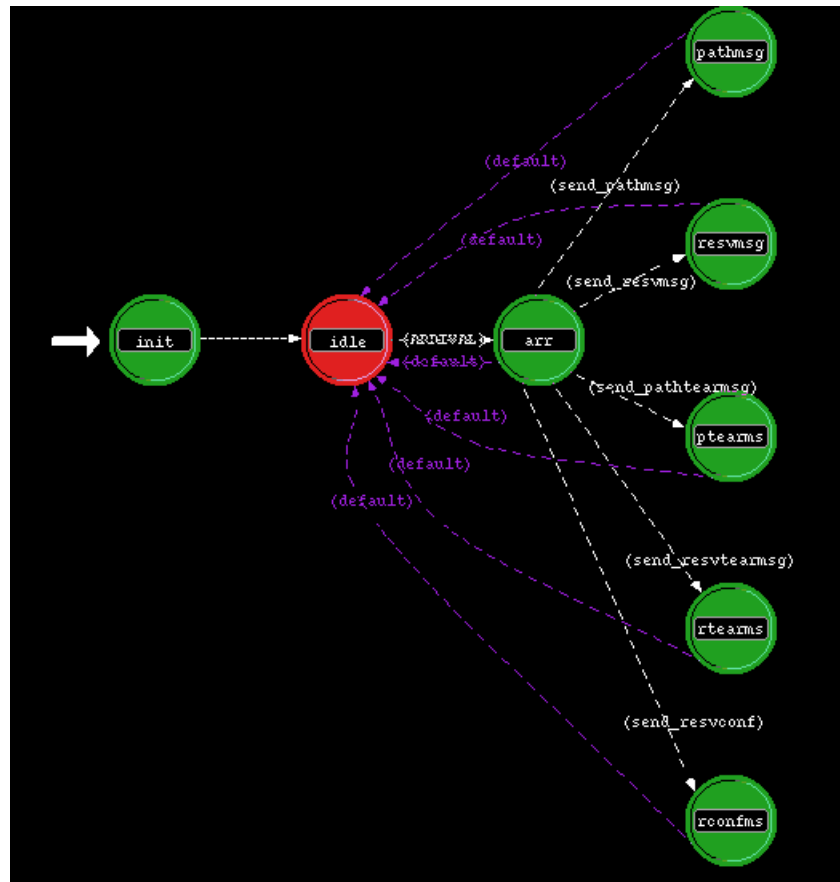 pathmsg
(default)
(send_pathmsg)
resvmsg
(default)
(send_resvmsg)
init
idle
(ARRIVAL)
arr
(default)
(send_pathtearmsg)
(default)
ptearms
(default)
(default)
(send_resvtearmsg)
rtearms
(send_resvconf)
rconfms